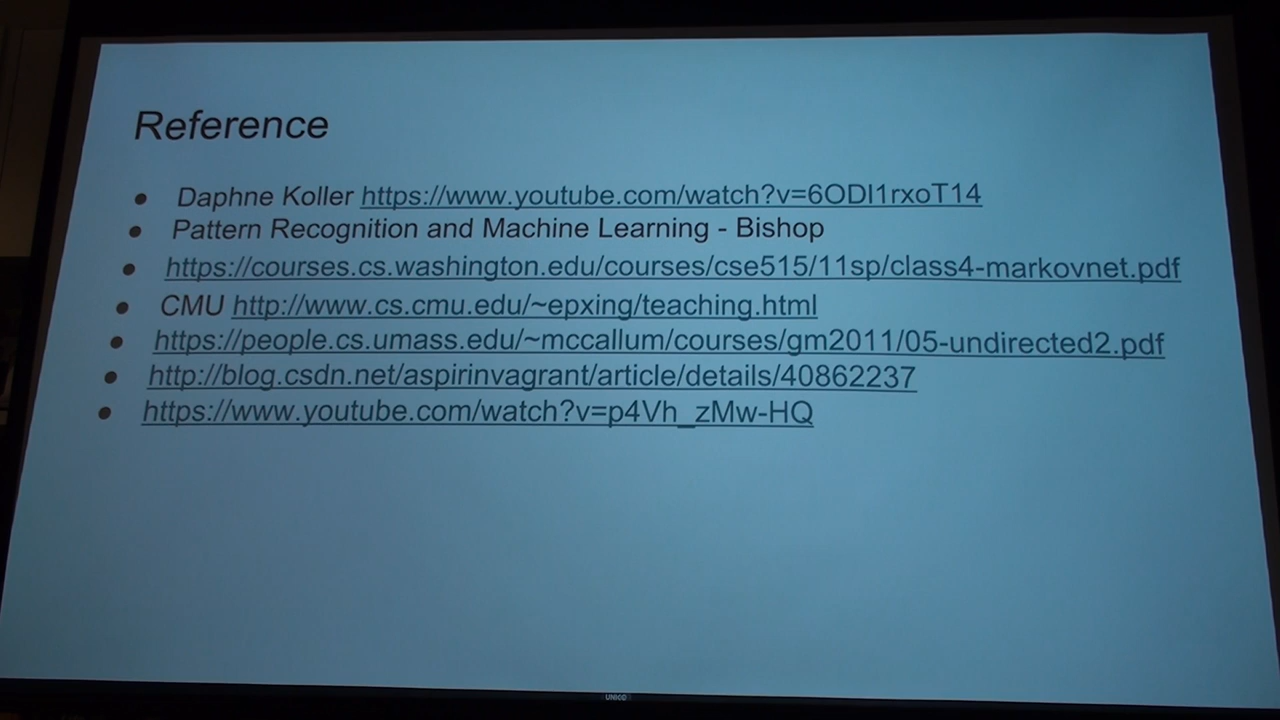 Reference
● Daphne Koller https://www.youtube.com/watch?v=6ODl1rxoT14
● Pattern Recognition and Machine Learning - Bishop
● https://courses.cs.washington.edu/courses/cse515/11sp/class4-markovnet.pdf
● CMU http://www.cs.cmu.edu/~epxing/teaching.html
● https://people.cs.umass.edu/~mccallum/courses/gm2011/05-undirected2.pdf
● http://blog.csdn.net/aspirinvagrant/article/details/40862237
● https://www.youtube.com/watch?v=p4Vh_zMw-HQ